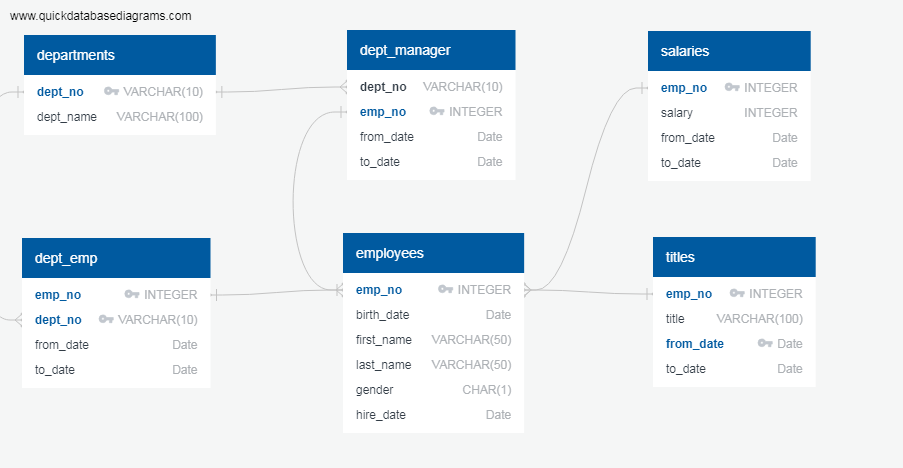 www.quickdatabasediagrams.com
departments
dept_no VARCHAR(10)
dept_name VARCHAR(100)
dept_manager
dept_no VARCHAR(10)
emp_no INTEGER
from_date Date
to_date Date
salaries
emp_no INTEGER
salary INTEGER
from_date Date
to_date Date
dept_emp
emp_no INTEGER
dept_no VARCHAR(10)
from_date Date
to_date Date
employees
emp_no INTEGER
birth_date Date
first_name VARCHAR(50)
last_name VARCHAR(50)
gender CHAR(1)
hire_date Date
titles
emp_no INTEGER
title VARCHAR(100)
from_date Date
to_date Date